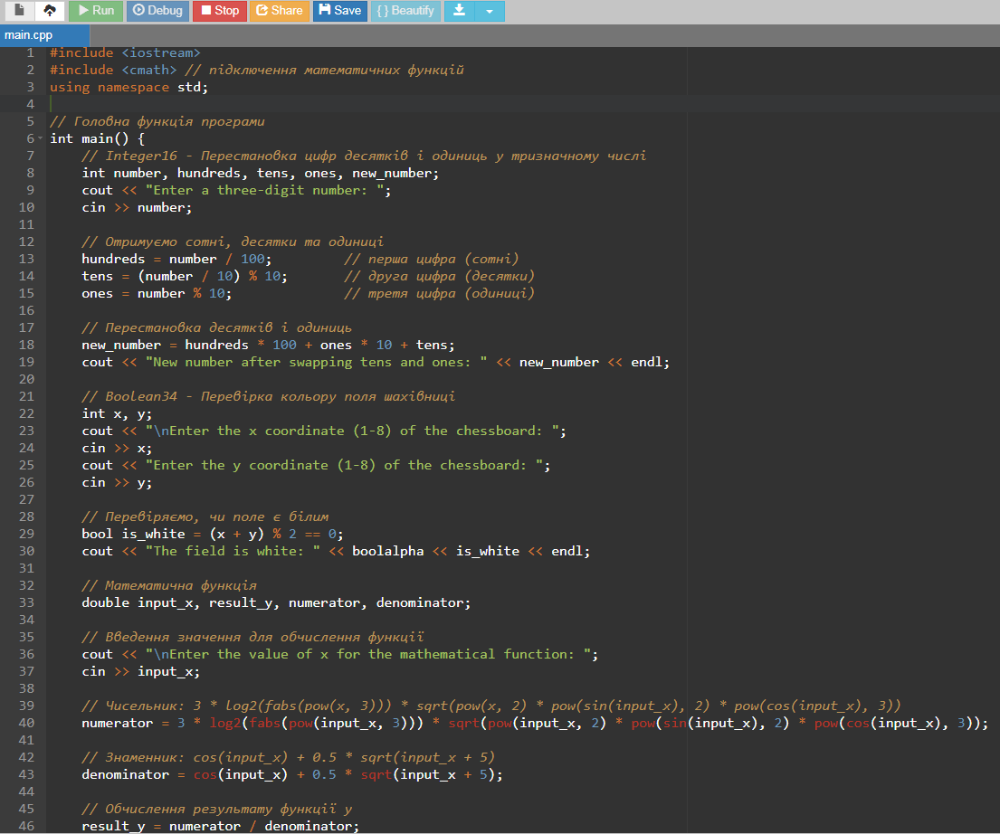 Run Debug Stop Share Save { } Beautify
main.cpp
1 #include <iostream>
2 #include <cmath> // підключення математичних функцій
3 using namespace std;
4
5 // Головна функція програми
6 int main() {
7 // Integer16 - Перестановка цифр десятків і одиниць у тризначному числі
8 int number, hundreds, tens, ones, new_number;
9 cout << "Enter a three-digit number: ";
10 cin >> number;
11
12 // Отримуємо сотні, десятки та одиниці
13 hundreds = number / 100; // перша цифра (сотні)
14 tens = (number / 10) % 10; // друга цифра (десятки)
15 ones = number % 10; // третя цифра (одиниці)
16
17 // Перестановка десятків і одиниць
18 new_number = hundreds * 100 + ones * 10 + tens;
19 cout << "New number after swapping tens and ones: " << new_number << endl;
20
21 // Boolean34 - Перевірка кольору поля шахівниці
22 int x, y;
23 cout << "\nEnter the x coordinate (1-8) of the chessboard: ";
24 cin >> x;
25 cout << "Enter the y coordinate (1-8) of the chessboard: ";
26 cin >> y;
27
28 // Перевіряємо, чи поле є білим
29 bool is_white = (x + y) % 2 == 0;
30 cout << "The field is white: " << boolalpha << is_white << endl;
31
32 // Математична функція
33 double input_x, result_y, numerator, denominator;
34
35 // Введення значення для обчислення функції
36 cout << "\nEnter the value of x for the mathematical function: ";
37 cin >> input_x;
38
39 // Чисельник: 3 * log2(fabs(pow(x, 3))) * sqrt(pow(x, 2) * pow(sin(input_x), 2) * pow(cos(input_x), 3))
40 numerator = 3 * log2(fabs(pow(input_x, 3))) * sqrt(pow(input_x, 2) * pow(sin(input_x), 2) * pow(cos(input_x), 3));
41
42 // Знаменник: cos(input_x) + 0.5 * sqrt(input_x + 5)
43 denominator = cos(input_x) + 0.5 * sqrt(input_x + 5);
44
45 // Обчислення результату функції y
46 result_y = numerator / denominator;